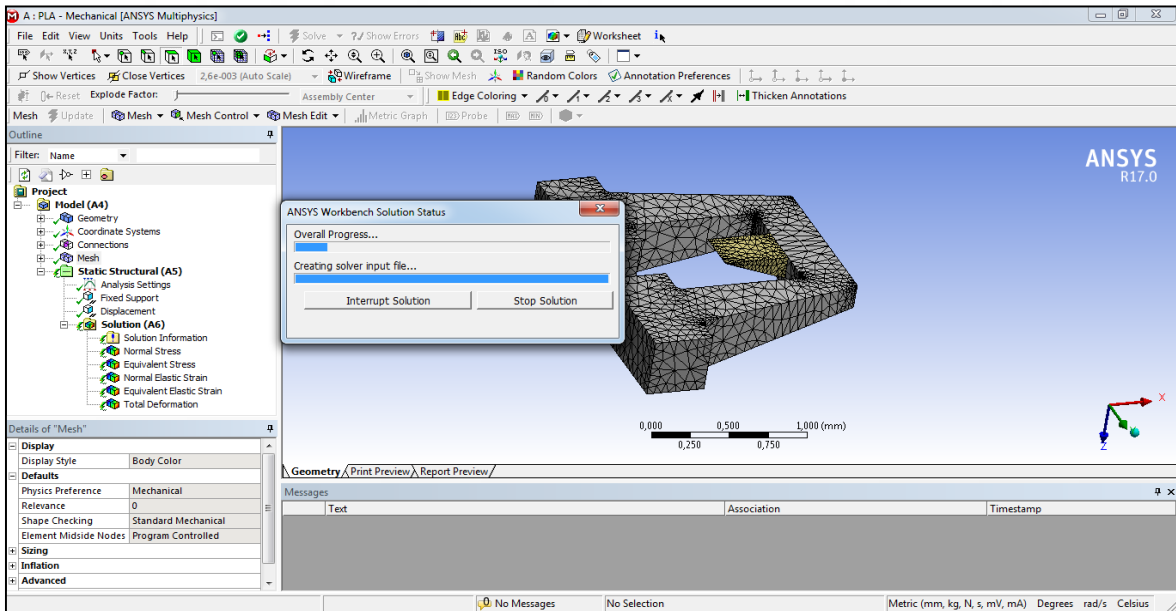 A : PLA - Mechanical [ANSYS Multiphysics]
File Edit View Units Tools Help Solve ?/ Show Errors Worksheet
Show Vertices Close Vertices 2,6e-003 (Auto Scale) Wireframe Show Mesh Random Colors Annotation Preferences
Reset Explode Factor: Assembly Center Edge Coloring Thicken Annotations
Mesh Update Mesh Mesh Control Mesh Edit Metric Graph Probe
Outline
Filter: Name
Project
Model (A4)
Geometry
Coordinate Systems
Connections
Mesh
Static Structural (A5)
Analysis Settings
Fixed Support
Displacement
Solution (A6)
Solution Information
Normal Stress
Equivalent Stress
Normal Elastic Strain
Equivalent Elastic Strain
Total Deformation
Details of "Mesh"
Display
Display Style Body Color
Defaults
Physics Preference Mechanical
Relevance 0
Shape Checking Standard Mechanical
Element Midside Nodes Program Controlled
Sizing
Inflation
Advanced
ANSYS
R17.0
ANSYS Workbench Solution Status
Overall Progress...
Creating solver input file...
Interrupt Solution Stop Solution
0,000 0,500 1,000 (mm)
0,250 0,750
X
Z
Geometry Print Preview Report Preview
Messages
Text Association Timestamp
0 No Messages No Selection Metric (mm, kg, N, s, mV, mA) Degrees rad/s Celsius